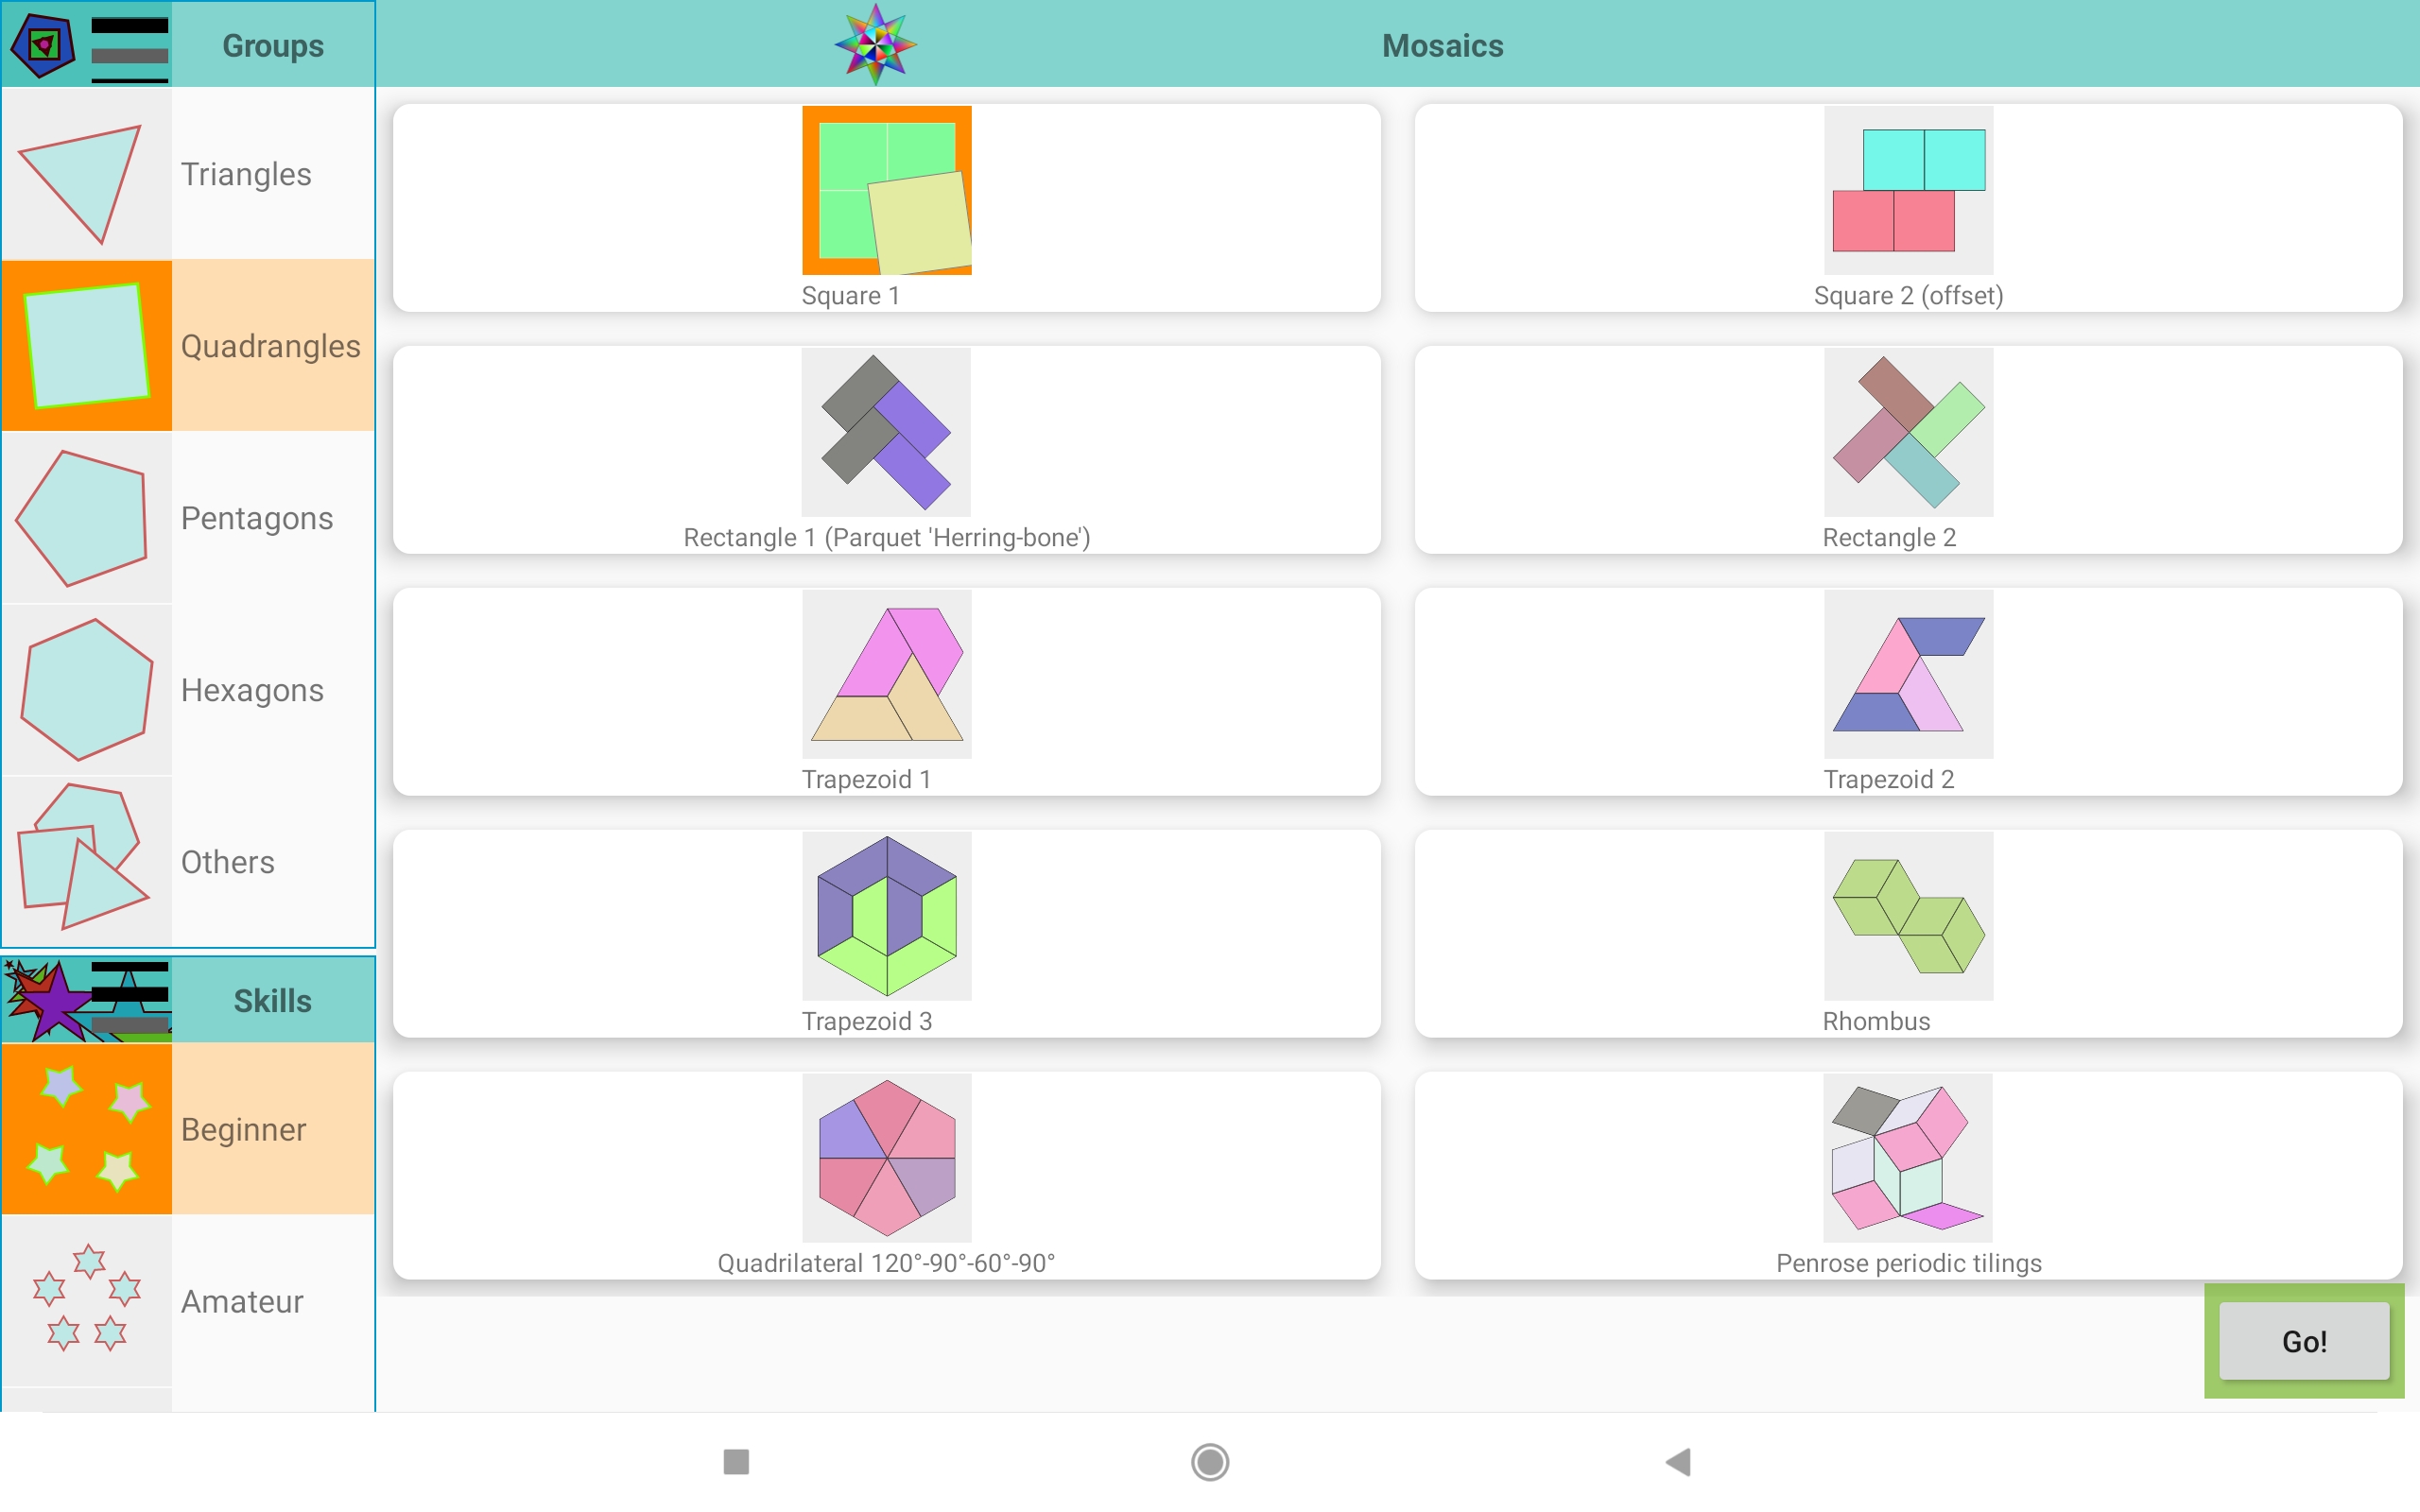 Groups
Mosaics
Triangles
Quadrangles
Pentagons
Hexagons
Others
Skills
Beginner
Amateur
Square 1
Square 2 (offset)
Rectangle 1 (Parquet 'Herring-bone')
Rectangle 2
Trapezoid 1
Trapezoid 2
Trapezoid 3
Rhombus
Quadrilateral 120°-90°-60°-90°
Penrose periodic tilings
Go!